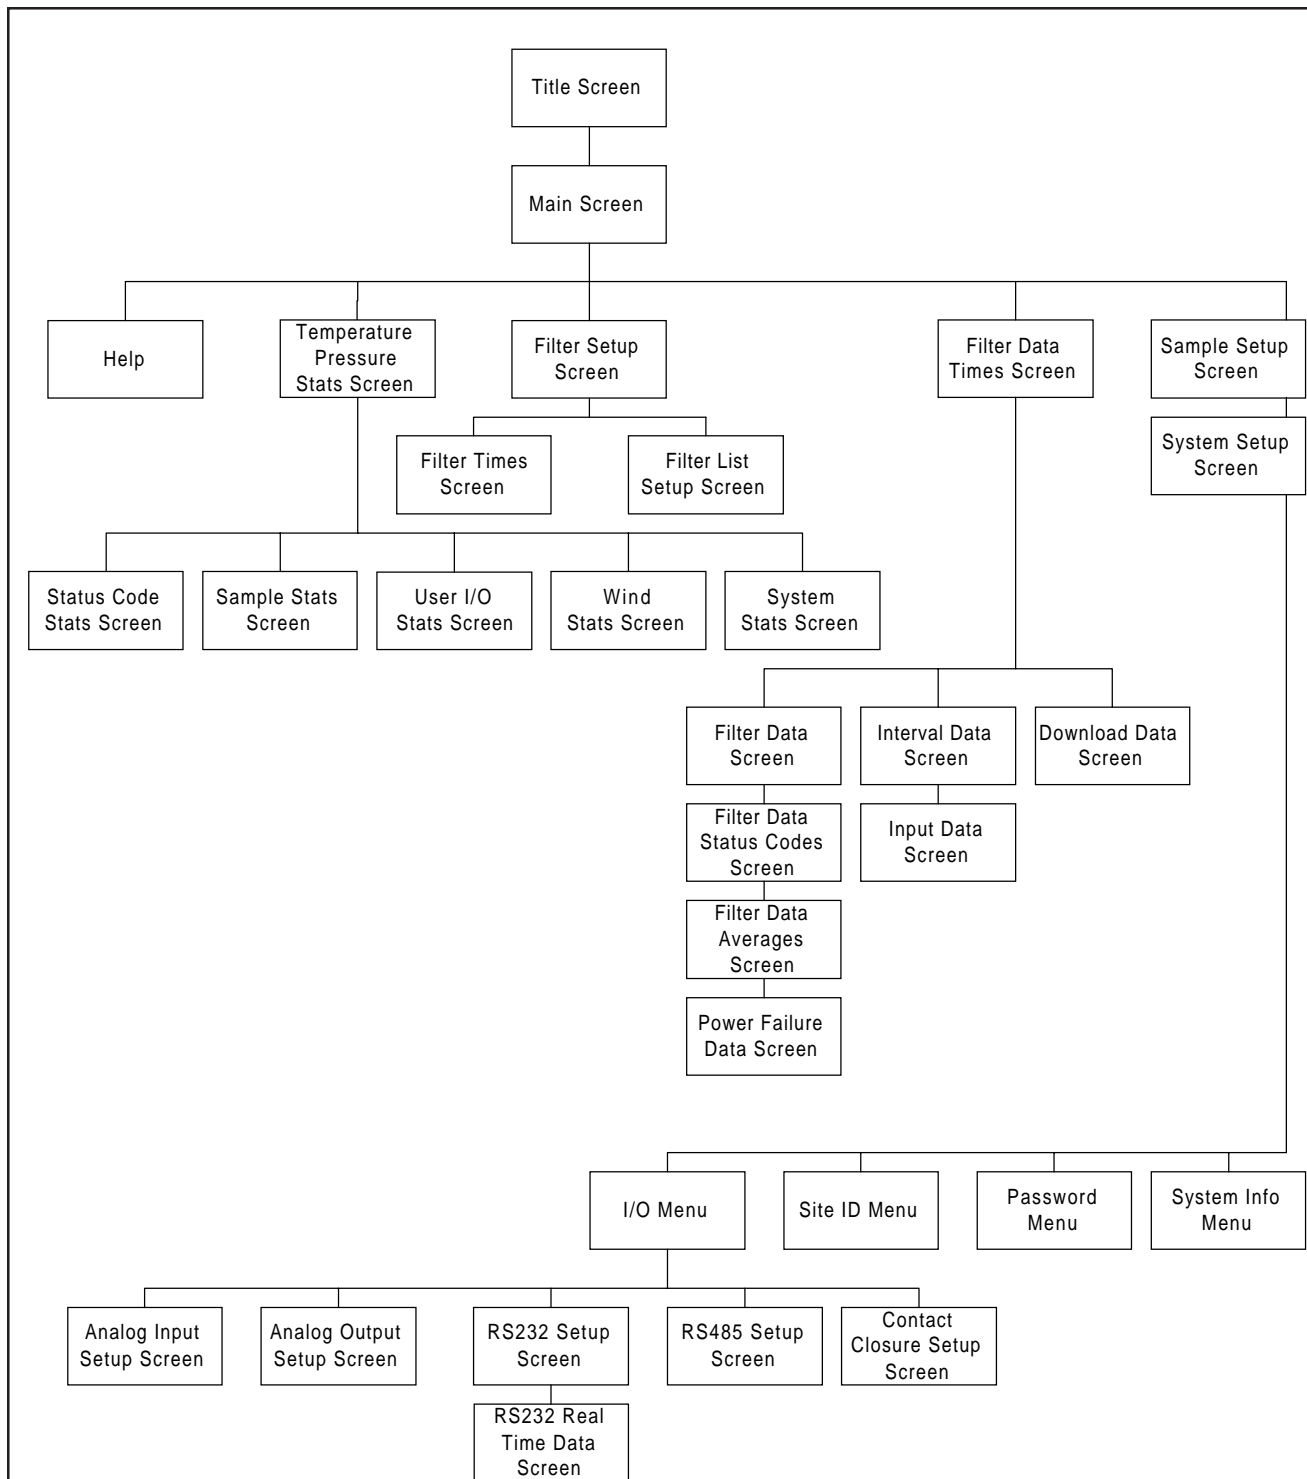 Title Screen
Main Screen
Help
Temperature
Pressure
Stats Screen
Filter Setup
Screen
Filter Data
Times Screen
Sample Setup
Screen
System Setup
Screen
Filter Times
Screen
Filter List
Setup Screen
Status Code
Stats Screen
Sample Stats
Screen
User I/O
Stats Screen
Wind
Stats Screen
System
Stats Screen
Filter Data
Screen
Interval Data
Screen
Download Data
Screen
Filter Data
Status Codes
Screen
Input Data
Screen
Filter Data
Averages
Screen
Power Failure
Data Screen
I/O Menu
Site ID Menu
Password
Menu
System Info
Menu
Analog Input
Setup Screen
Analog Output
Setup Screen
RS232 Setup
Screen
RS485 Setup
Screen
Contact
Closure Setup
Screen
RS232 Real
Time Data
Screen